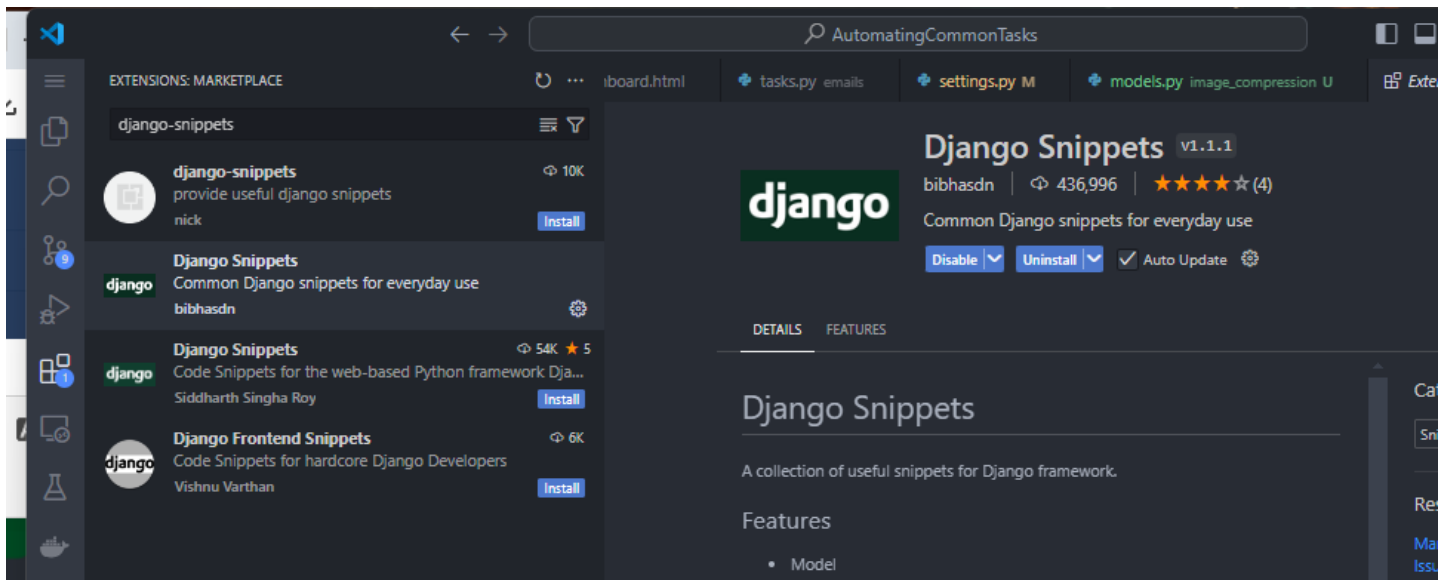 AutomatingCommonTasks
EXTENSIONS: MARKETPLACE
board.html
tasks.py emails
settings.py M
models.py image_compression U
django-snippets
django-snippets
10K
provide useful django snippets
nick
Install
django
Django Snippets
Common Django snippets for everyday use
bibhasdn
django
Django Snippets
54K ★ 5
Code Snippets for the web-based Python framework Dja...
Siddharth Singha Roy
Install
django
Django Frontend Snippets
6K
Code Snippets for hardcore Django Developers
Vishnu Varthan
Install
9
1
django
Django Snippets v1.1.1
bibhasdn | 436,996 | ★★★★☆ (4)
Common Django snippets for everyday use
Disable
Uninstall
Auto Update
DETAILS FEATURES
Django Snippets
A collection of useful snippets for Django framework.
Features
• Model